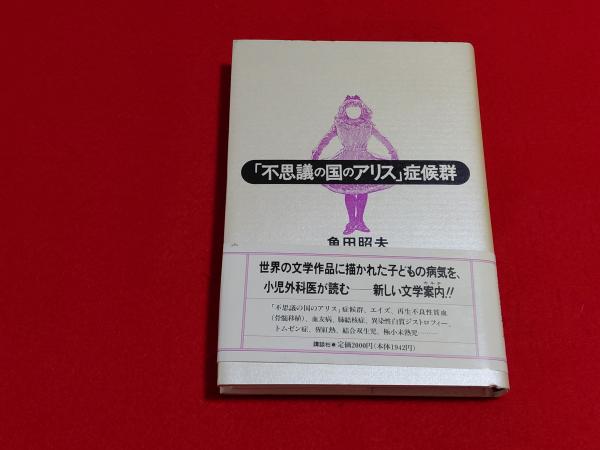 「不思議の国のアリス」症候群
角田昭夫
世界の文学作品に描かれた子どもの病気を、
小児外科医が読む──新しい文学案内!!
「不思議の国のアリス」症候群、エイズ、再生不良性貧血
(骨髄移植)、血友病、肺結核症、異染性白質ジストロフィー、
トムゼン症、猩紅熱、結合双生児、極小未熟児────
講談社●定価2000円(本体1942円)